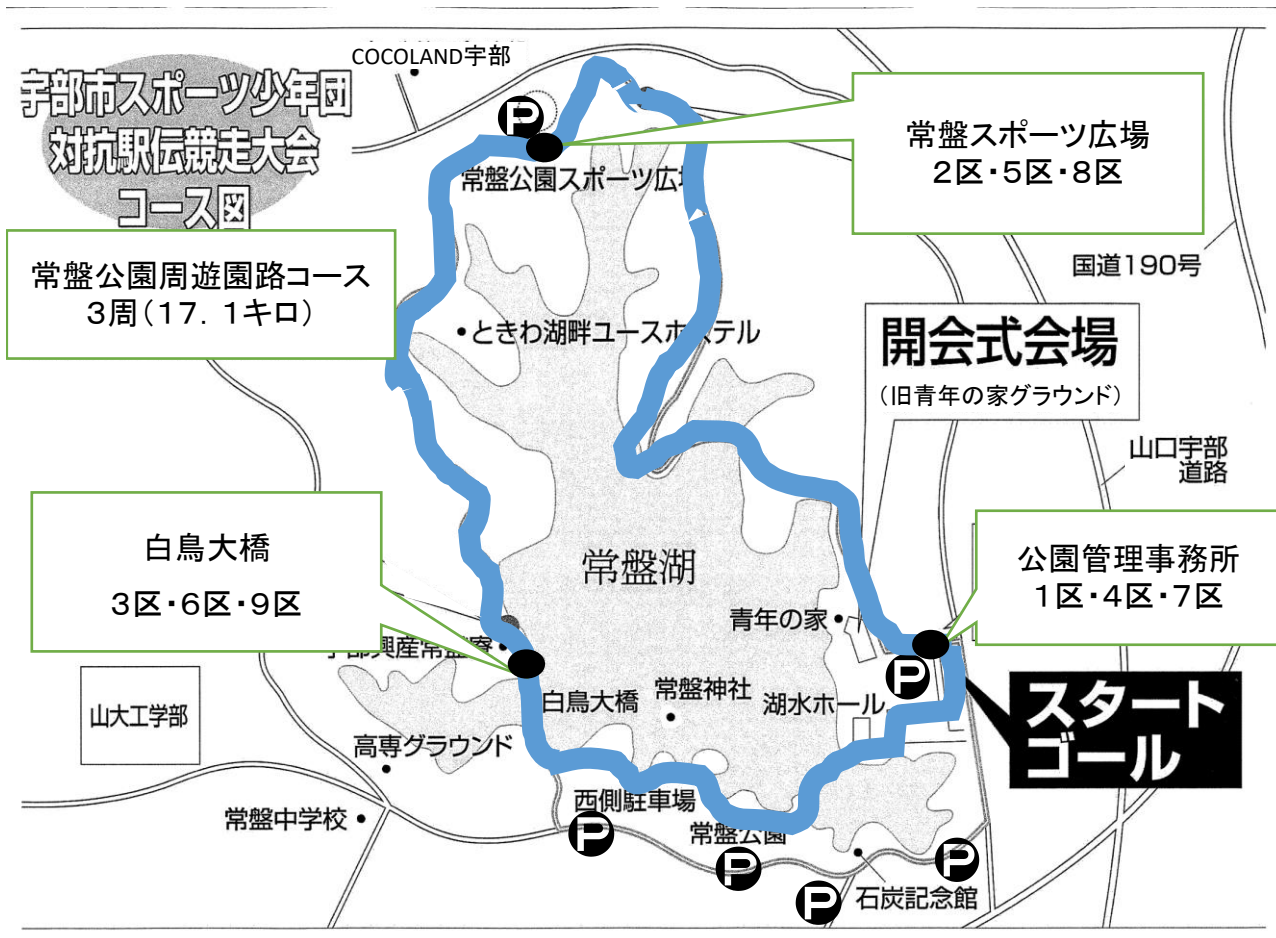 COCOLAND宇部
宇部市スポーツ少年団
対抗駅伝競走大会
コース図
P
常盤スポーツ広場
2区・5区・8区
常盤公園スポーツ広
常盤公園周遊園路コース
3周(17.1キロ)
国道190号
ときわ湖畔ユースホステル
開会式会場
(旧青年の家グラウンド)
山口宇部
道路
白鳥大橋
3区・6区・9区
常盤湖
公園管理事務所
1区・4区・7区
青年の家
宇部興産常盤寮
P
白鳥大橋
常盤神社
湖水ホール
スタート
ゴール
山大工学部
高専グラウンド
西側駐車場
常盤中学校
常盤公園
P
P
P
P
石炭記念館